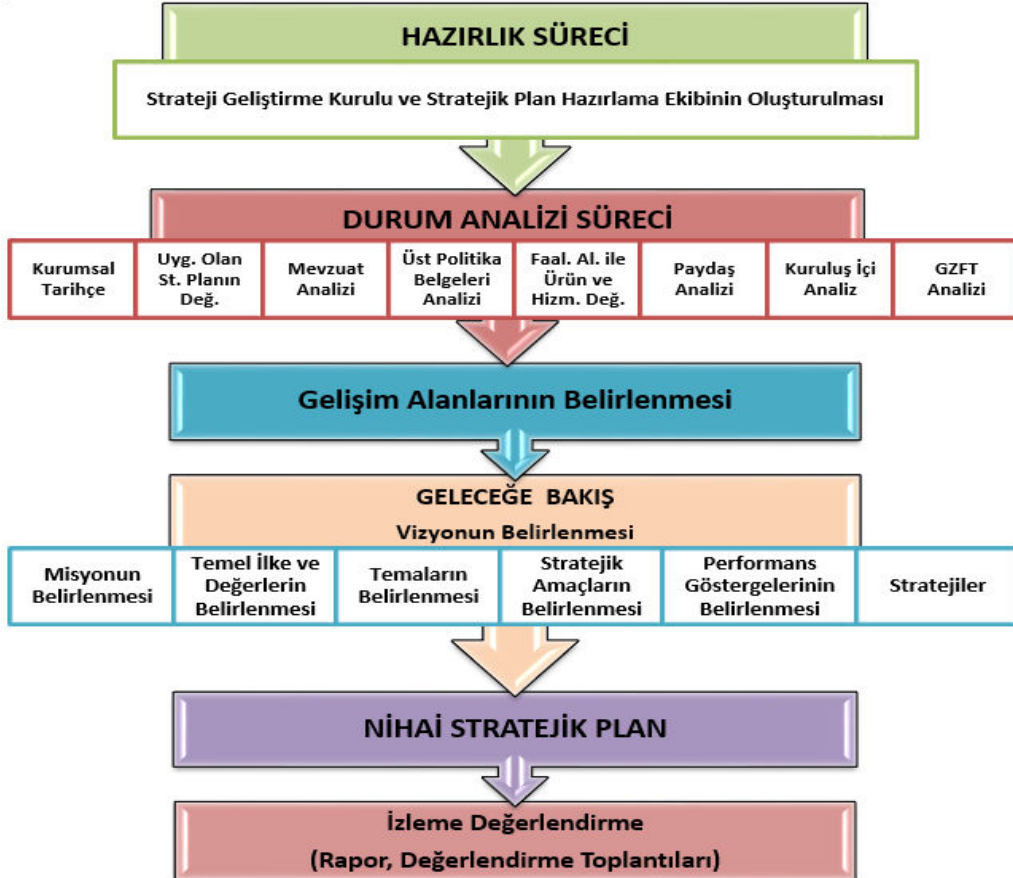 HAZIRLIK SÜRECİ
Strateji Geliştirme Kurulu ve Stratejik Plan Hazırlama Ekibinin Oluşturulması
DURUM ANALİZİ SÜRECİ
Kurumsal
Tarihçe
Uyg. Olan
St. Planın
Değ.
Mevzuat
Analizi
Üst Politika
Belgeleri
Analizi
Faal. Al. ile
Ürün ve
Hizm. Değ.
Paydaş
Analizi
Kuruluş İçi
Analiz
GZFT
Analizi
Gelişim Alanlarının Belirlenmesi
GELECEĞE BAKIŞ
Vizyonun Belirlenmesi
Misyonun
Belirlenmesi
Temel İlke ve
Değerlerin
Belirlenmesi
Temaların
Belirlenmesi
Stratejik
Amaçların
Belirlenmesi
Performans
Göstergelerinin
Belirlenmesi
Stratejiler
NİHAİ STRATEJİK PLAN
İzleme Değerlendirme
(Rapor, Değerlendirme Toplantıları)